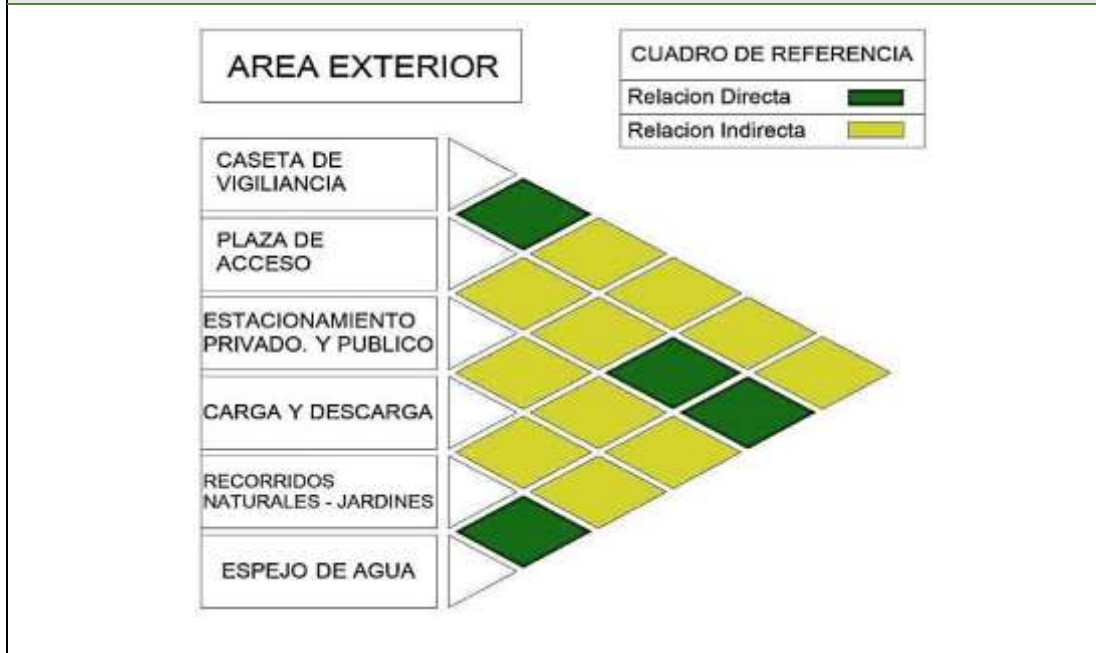 AREA EXTERIOR
CUADRO DE REFERENCIA
Relacion Directa
Relacion Indirecta
CASETA DE
VIGILIANCIA
PLAZA DE
ACCESO
ESTACIONAMIENTO
PRIVADO. Y PUBLICO
CARGA Y DESCARGA
RECORRIDOS
NATURALES - JARDINES
ESPEJO DE AGUA